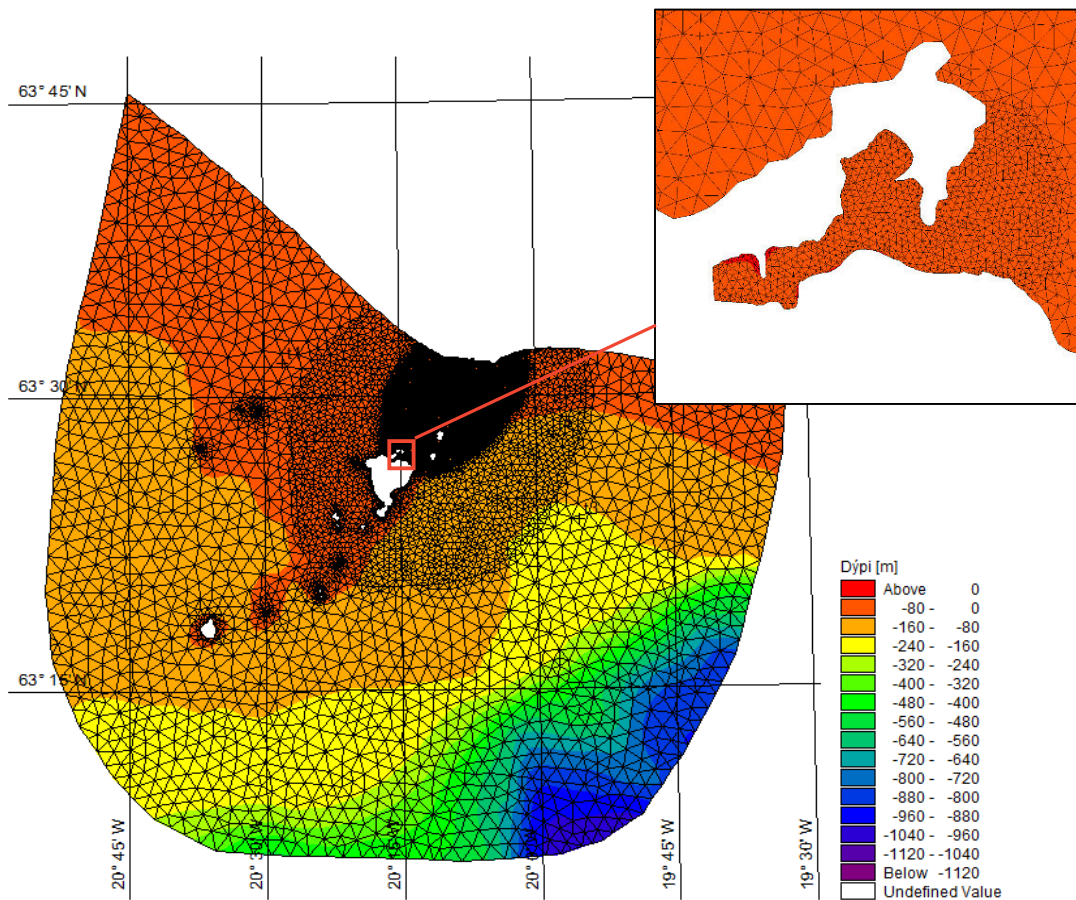 63° 45' N
63° 30' N
63° 15' N
20° 45' W
20° 30' W
20° 15' W
20° 0' W
19° 45' W
19° 30' W
Dýpi [m]
Above 0
-80 - 0
-160 - -80
-240 - -160
-320 - -240
-400 - -320
-480 - -400
-560 - -480
-640 - -560
-720 - -640
-800 - -720
-880 - -800
-960 - -880
-1040 - -960
-1120 - -1040
Below -1120
Undefined Value